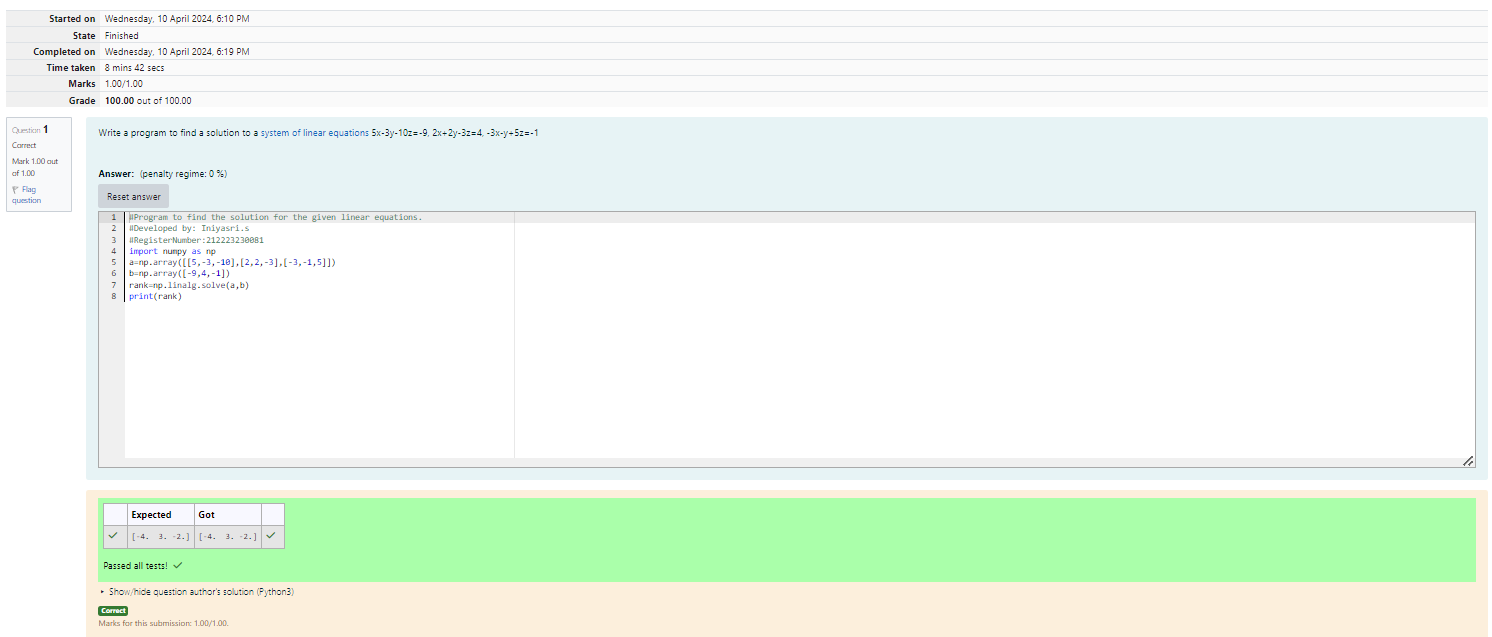 Started on Wednesday, 10 April 2024, 6:10 PM
State Finished
Completed on Wednesday, 10 April 2024, 6:19 PM
Time taken 8 mins 42 secs
Marks 1.00/1.00
Grade 100.00 out of 100.00
Question 1
Correct
Mark 1.00 out
of 1.00
Flag
question
Write a program to find a solution to a system of linear equations 5x-3y-10z=-9, 2x+2y-3z=4, -3x-y+5z=-1
Answer: (penalty regime: 0 %)
Reset answer
1 #Program to find the solution for the given linear equations.
2 #Developed by: Iniyasri.s
3 #RegisterNumber:212223230081
4 import numpy as np
5 a=np.array([[5,-3,-10],[2,2,-3],[-3,-1,5]])
6 b=np.array([-9,4,-1])
7 rank=np.linalg.solve(a,b)
8 print(rank)
Expected Got
[-4. 3. -2.] [-4. 3. -2.]
Passed all tests!
Show/hide question author's solution (Python3)
Correct
Marks for this submission: 1.00/1.00.